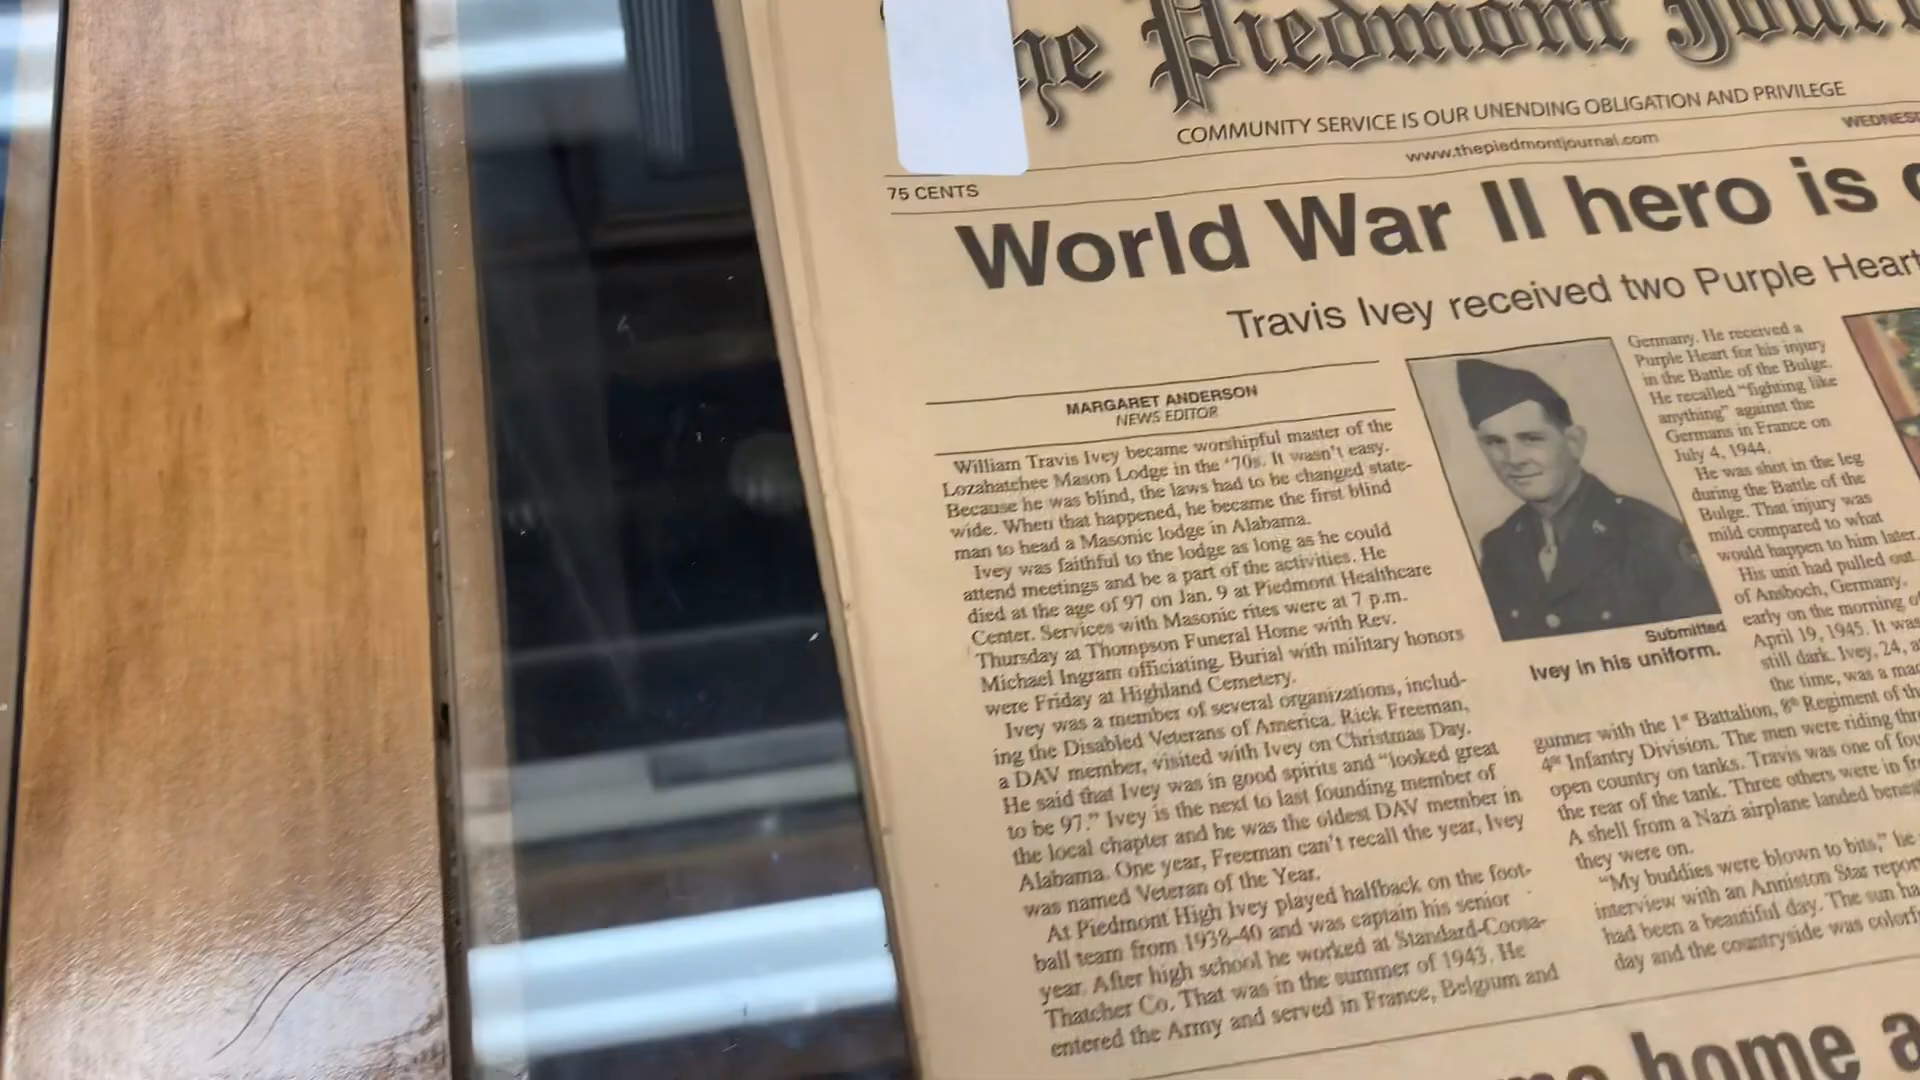 he Piedmont Jour
COMMUNITY SERVICE IS OUR UNENDING OBLIGATION AND PRIVILEGE
www.thepiedmontjournal.com
75 CENTS
World War II hero is
Travis Ivey received two Purple Heart
MARGARET ANDERSON
NEWS EDITOR
William Travis Ivey became worshipful master of the
Lozahatchee Mason Lodge in the '70s. It wasn't easy.
Because he was blind, the laws had to be changed state-
wide. When that happened, he became the first blind
man to head a Masonic lodge in Alabama.
Ivey was faithful to the lodge as long as he could
attend meetings and be a part of the activities. He
died at the age of 97 on Jan. 9 at Piedmont Healthcare
Center. Services with Masonic rites were at 7 p.m.
Thursday at Thompson Funeral Home with Rev.
Michael Ingram officiating. Burial with military honors
were Friday at Highland Cemetery.
Ivey was a member of several organizations, includ-
ing the Disabled Veterans of America. Rick Freeman,
a DAV member, visited with Ivey on Christmas Day.
He said that Ivey was in good spirits and "looked great
to be 97." Ivey is the next to last founding member of
the local chapter and he was the oldest DAV member in
Alabama. One year, Freeman can't recall the year, Ivey
was named Veteran of the Year.
At Piedmont High Ivey played halfback on the foot-
ball team from 1938-40 and was captain his senior
year. After high school he worked at Standard-Coosa-
Thatcher Co. That was in the summer of 1943. He
entered the Army and served in France, Belgium and
Submitted
Ivey in his uniform.
Germany. He received a
Purple Heart for his injury
in the Battle of the Bulge.
He recalled "fighting like
anything" against the
Germans in France on
July 4, 1944.
He was shot in the leg
during the Battle of the
Bulge. That injury was
mild compared to what
would happen to him later.
His unit had pulled out
of Ansboch, Germany,
early on the morning of
April 19, 1945. It was
still dark. Ivey, 24, a
the time, was a mac
gunner with the 1st Battalion, 8th Regiment of the
4th Infantry Division. The men were riding thr
open country on tanks. Travis was one of fou
the rear of the tank. Three others were in fr
A shell from a Nazi airplane landed beneat
they were on.
"My buddies were blown to bits," he
interview with an Anniston Star repor
had been a beautiful day. The sun ha
day and the countryside was colorf
home a